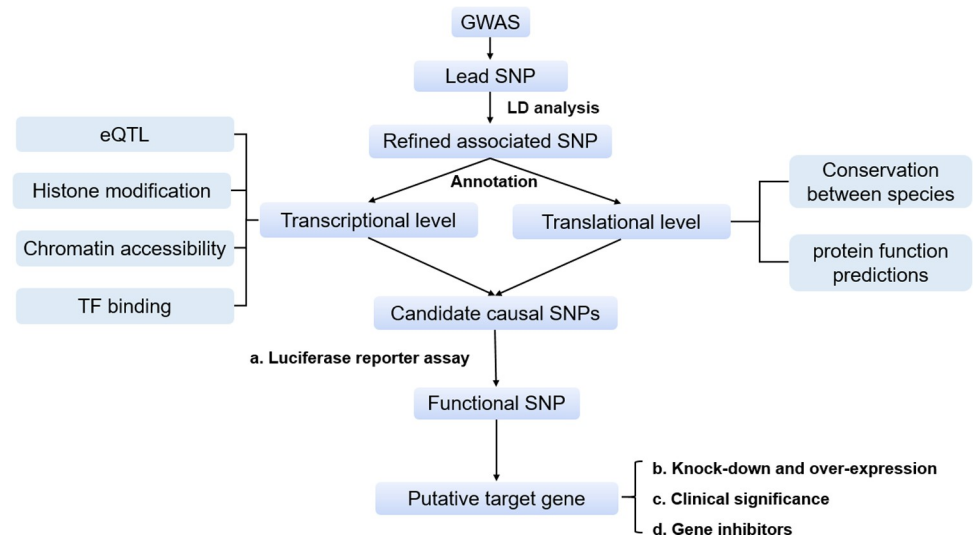 GWAS
Lead SNP
LD analysis
Refined associated SNP
Annotation
eQTL
Histone modification
Chromatin accessibility
TF binding
Transcriptional level
Translational level
Conservation
between species
protein function
predictions
Candidate causal SNPs
a. Luciferase reporter assay
Functional SNP
Putative target gene
b. Knock-down and over-expression
c. Clinical significance
d. Gene inhibitors